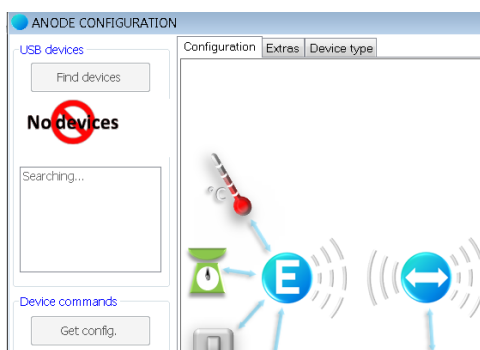 ANODE CONFIGURATION
USB devices
Configuration Extras Device type
Find devices
No devices
Searching...
°C
E
Device commands
Get config.